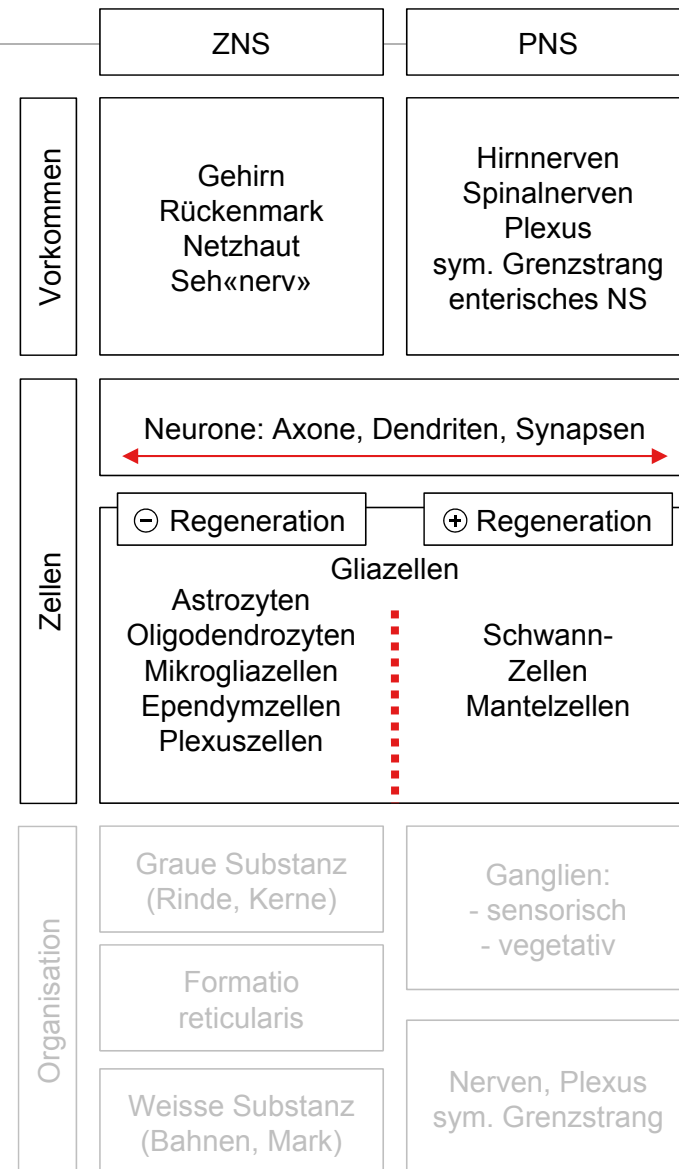 ZNS
PNS
Vorkommen
Gehirn
Rückenmark
Netzhaut
Seh«nerv»
Hirnnerven
Spinalnerven
Plexus
sym. Grenzstrang
enterisches NS
Zellen
Neurone: Axone, Dendriten, Synapsen
⊖ Regeneration
⊕ Regeneration
Gliazellen
Astrozyten
Oligodendrozyten
Mikrogliazellen
Ependymzellen
Plexuszellen
Schwann-
Zellen
Mantelzellen
Organisation
Graue Substanz
(Rinde, Kerne)
Formatio
reticularis
Weisse Substanz
(Bahnen, Mark)
Ganglien:
- sensorisch
- vegetativ
Nerven, Plexus
sym. Grenzstrang